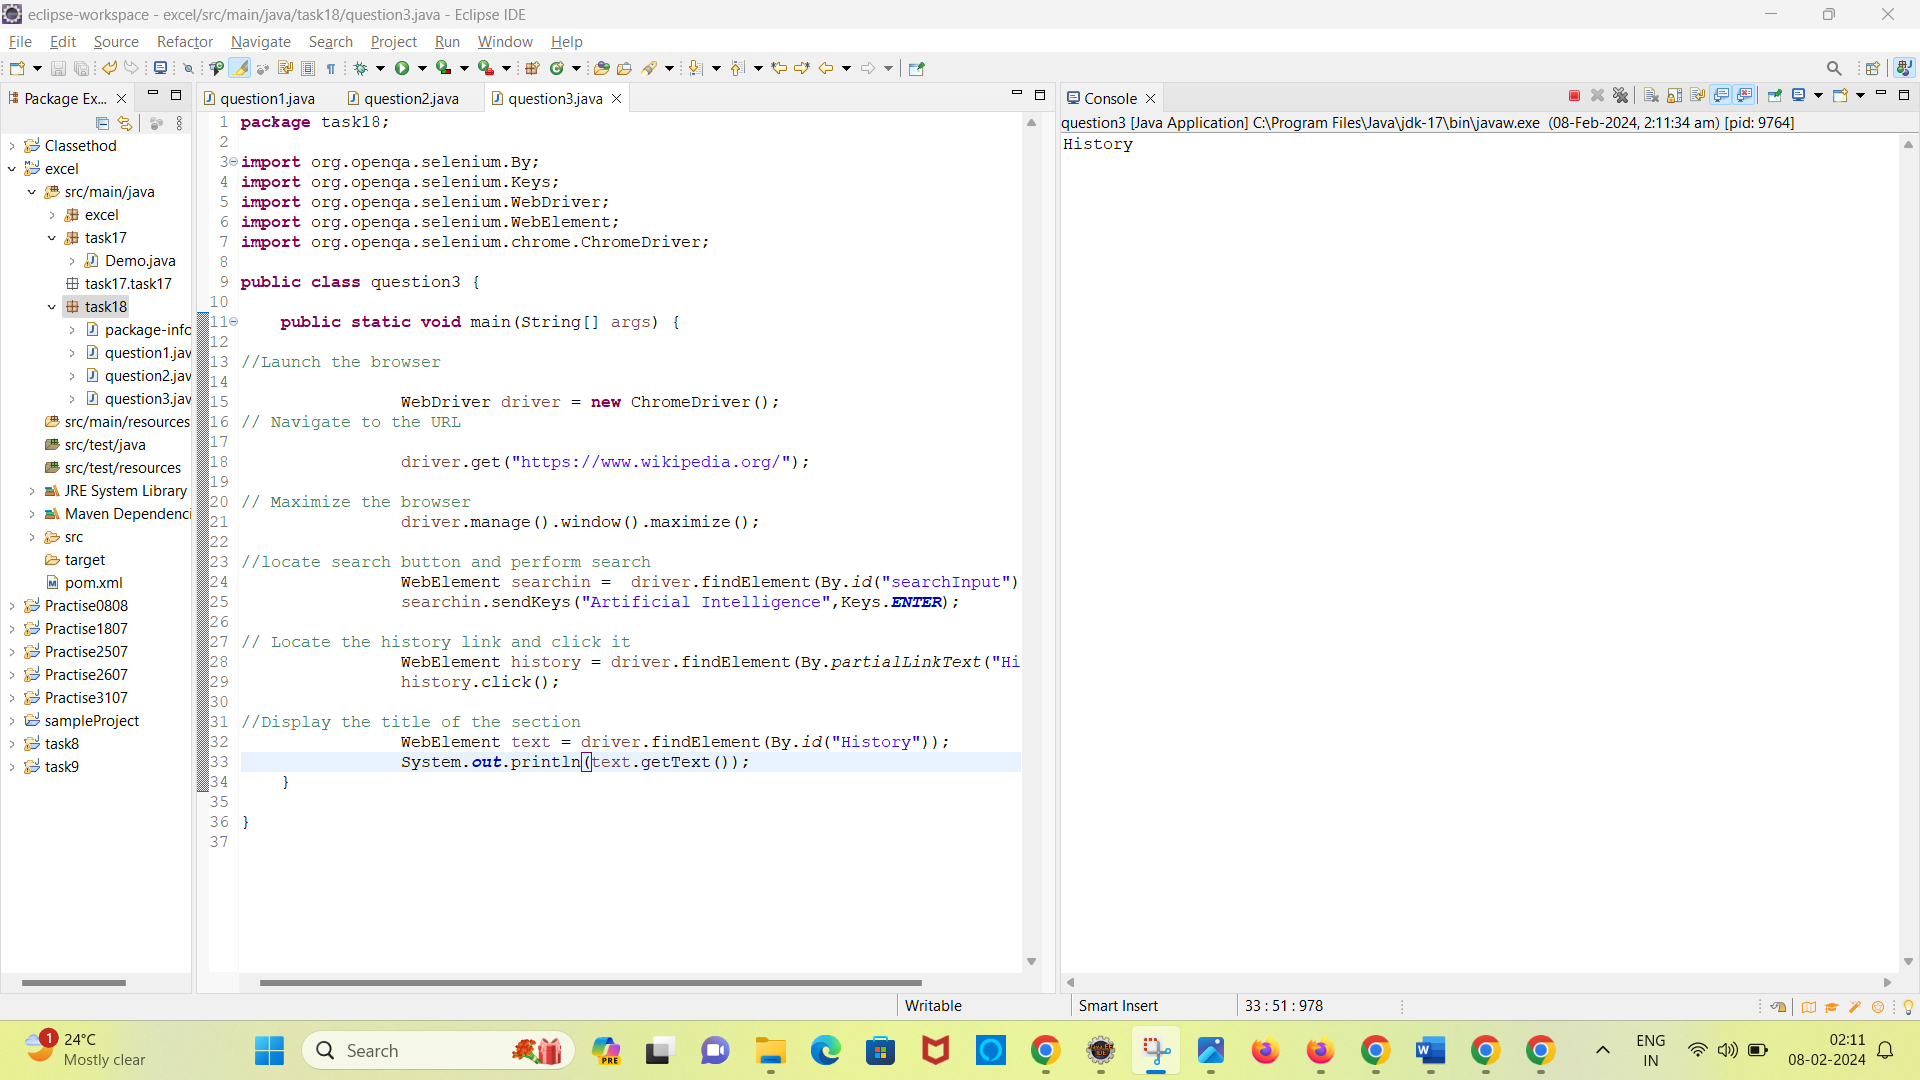 eclipse-workspace - excel/src/main/java/task18/question3.java - Eclipse IDE
File Edit Source Refactor Navigate Search Project Run Window Help
Package Ex...
Classethod
excel
src/main/java
excel
task17
Demo.java
task17.task17
task18
package-info
question1.jav
question2.jav
question3.jav
src/main/resources
src/test/java
src/test/resources
JRE System Library
Maven Dependenci
src
target
pom.xml
Practise0808
Practise1807
Practise2507
Practise2607
Practise3107
sampleProject
task8
task9
question1.java question2.java question3.java
1 package task18;
2
3 import org.openqa.selenium.By;
4 import org.openqa.selenium.Keys;
5 import org.openqa.selenium.WebDriver;
6 import org.openqa.selenium.WebElement;
7 import org.openqa.selenium.chrome.ChromeDriver;
8
9 public class question3 {
10
11 public static void main(String[] args) {
12
13 //Launch the browser
14
15 WebDriver driver = new ChromeDriver();
16 // Navigate to the URL
17
18 driver.get("https://www.wikipedia.org/");
19
20 // Maximize the browser
21 driver.manage().window().maximize();
22
23 //locate search button and perform search
24 WebElement searchin =  driver.findElement(By.id("searchInput")
25 searchin.sendKeys("Artificial Intelligence",Keys.ENTER);
26
27 // Locate the history link and click it
28 WebElement history = driver.findElement(By.partialLinkText("Hi
29 history.click();
30
31 //Display the title of the section
32 WebElement text = driver.findElement(By.id("History"));
33 System.out.println(text.getText());
34 }
35
36 }
37
Console
question3 [Java Application] C:\Program Files\Java\jdk-17\bin\javaw.exe (08-Feb-2024, 2:11:34 am) [pid: 9764]
History
Writable Smart Insert 33 : 51 : 978
1
24°C
Mostly clear
Search
PRE
ENG
IN
02:11
08-02-2024